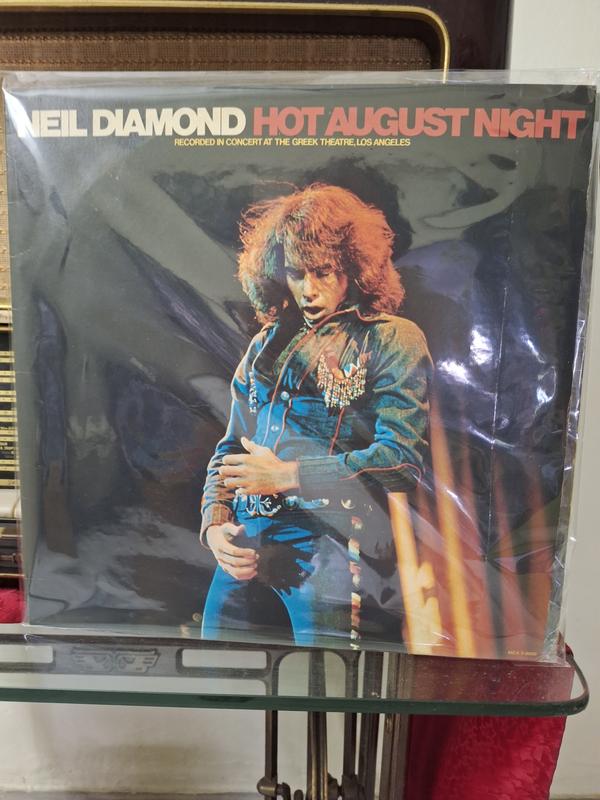 NEIL DIAMOND HOT AUGUST NIGHT
RECORDED IN CONCERT AT THE GREEK THEATRE, LOS ANGELES